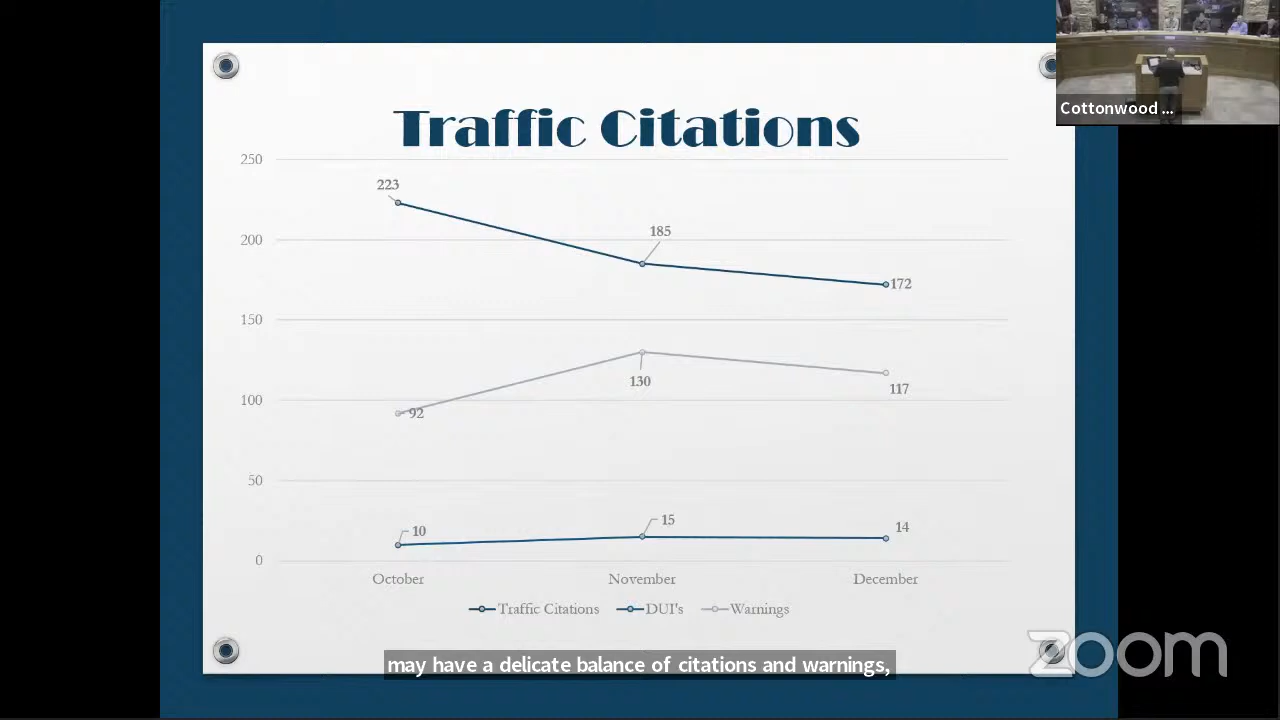 Cottonwood ...
Traffic Citations
250
223
200
185
172
150
130
117
100
92
50
10
15
14
0
October November December
Traffic Citations DUI's Warnings
may have a delicate balance of citations and warnings,
zoom